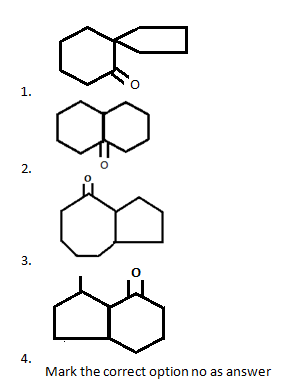 O
1.
O
2.
O
3.
O
4.
Mark the correct option no as answer